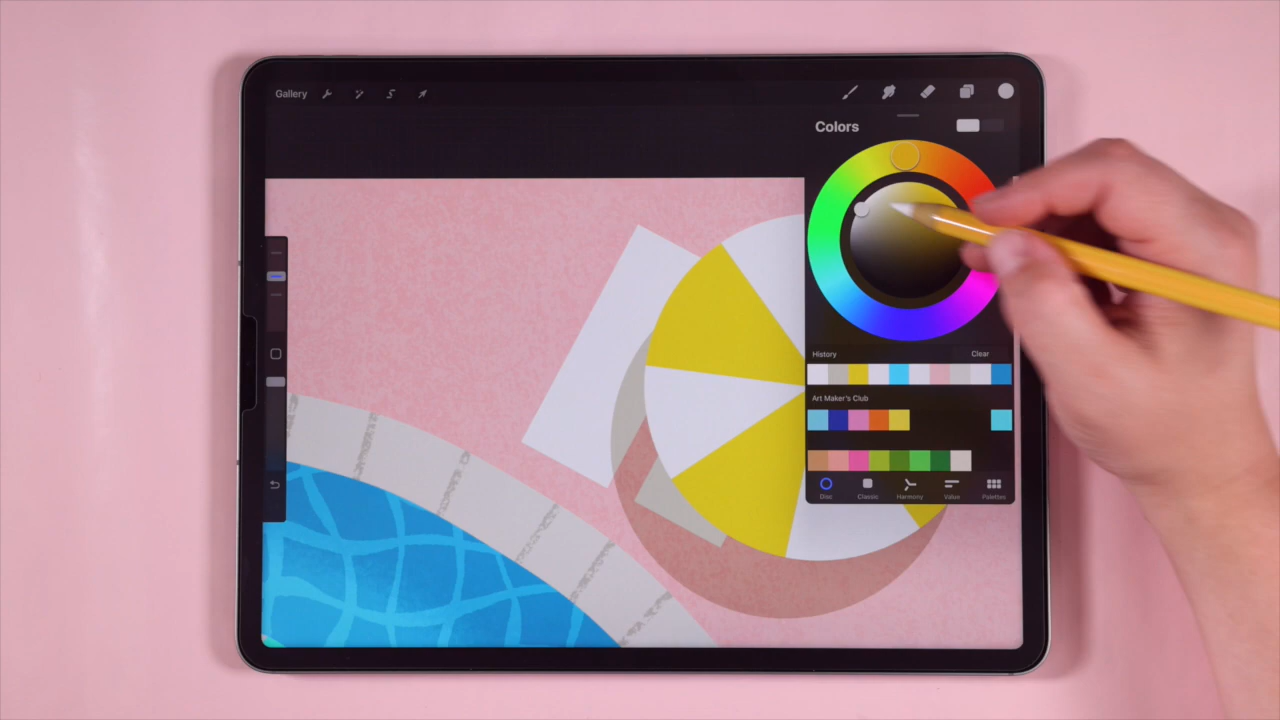 Gallery
Colors
History
Clear
Art Maker's Club
Disc
Classic
Harmony
Value
Palettes